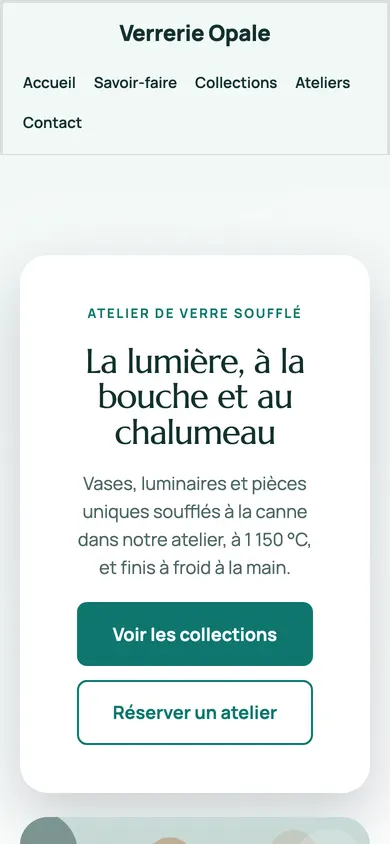 Verrerie Opale
Accueil Savoir-faire Collections Ateliers
Contact
ATELIER DE VERRE SOUFFLÉ
La lumière, à la
bouche et au
chalumeau
Vases, luminaires et pièces
uniques soufflés à la canne
dans notre atelier, à 1 150 °C,
et finis à froid à la main.
Voir les collections
Réserver un atelier